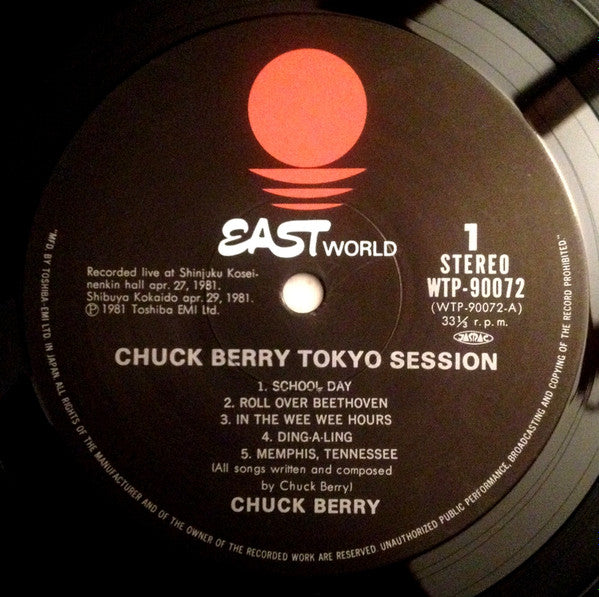 EAST WORLD
Recorded live at Shinjuku Kosei-
nenkin hall apr. 27, 1981.
Shibuya Kokaido apr. 29, 1981.
Ⓟ 1981 Toshiba EMI Ltd.
1
STEREO
WTP-90072
(WTP-90072-A)
33⅓ r.p.m.
JASRAC
CHUCK BERRY TOKYO SESSION
1. SCHOOL DAY
2. ROLL OVER BEETHOVEN
3. IN THE WEE WEE HOURS
4. DING-A-LING
5. MEMPHIS, TENNESSEE
(All songs written and composed
by Chuck Berry)
CHUCK BERRY
"MFD. BY TOSHIBA-EMI LTD. IN JAPAN. ALL RIGHTS OF THE MANUFACTURER AND OF THE OWNER OF THE RECORDED WORK ARE RESERVED. UNAUTHORIZED PUBLIC PERFORMANCE, BROADCASTING AND COPYING OF THE RECORD PROHIBITED."